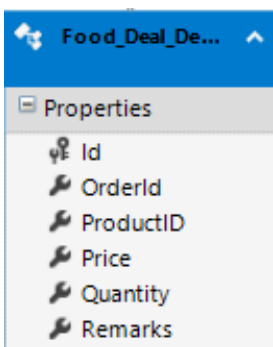 Food_Deal_De...
Properties
Id
OrderId
ProductID
Price
Quantity
Remarks